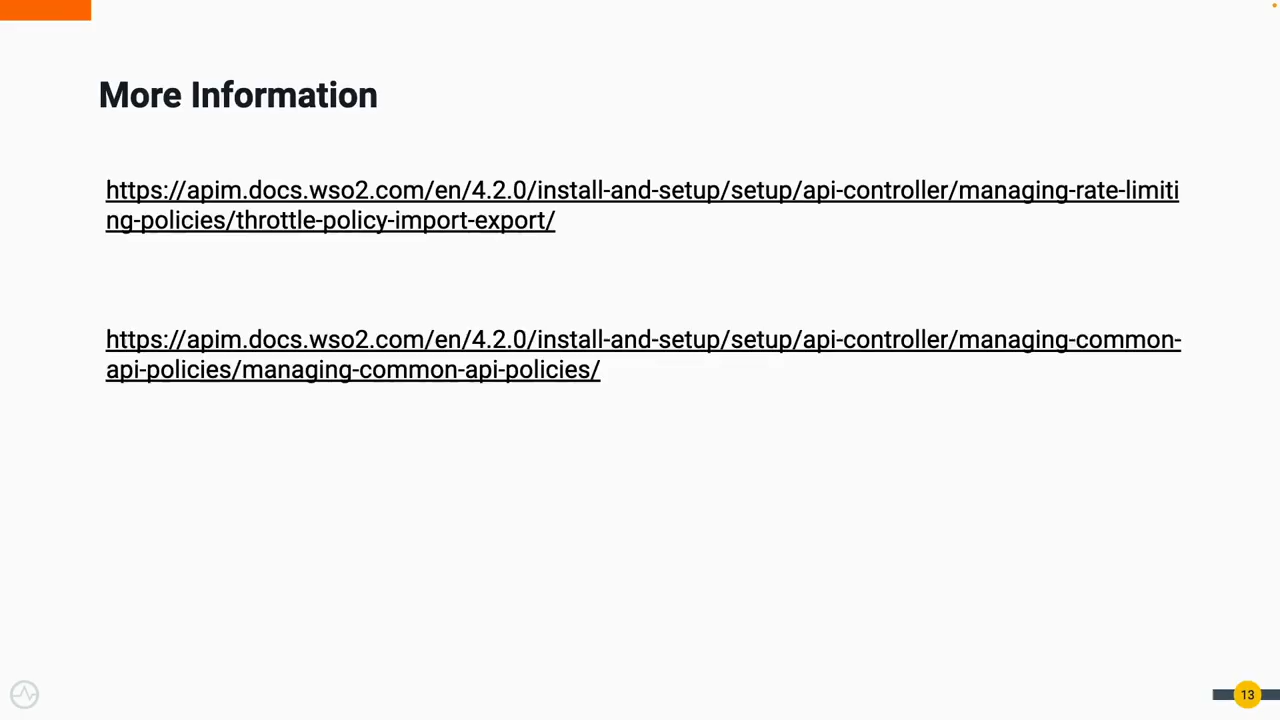 More Information
https://apim.docs.wso2.com/en/4.2.0/install-and-setup/setup/api-controller/managing-rate-limiti
ng-policies/throttle-policy-import-export/
https://apim.docs.wso2.com/en/4.2.0/install-and-setup/setup/api-controller/managing-common-
api-policies/managing-common-api-policies/
13